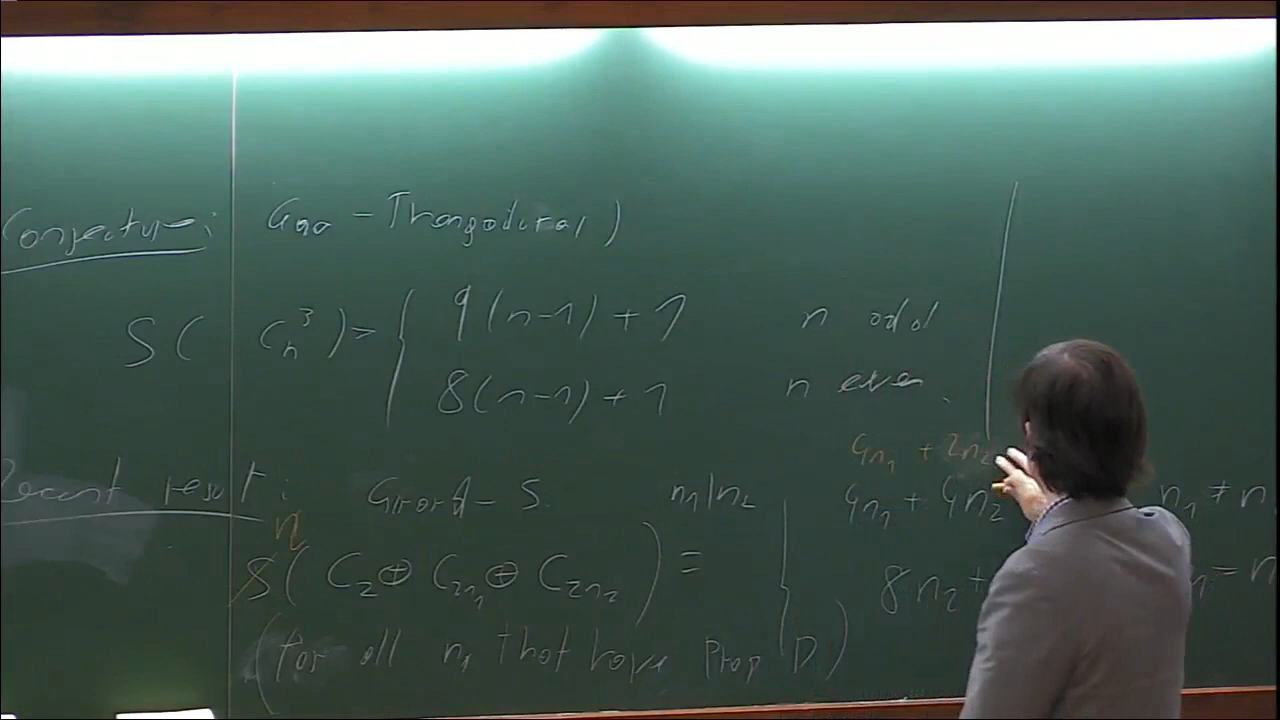 Conjecture: Gao - Thangadurai)
S( C_n^3 ) = { 9(n-1)+1 n odd
8(n-1)+1 n even.
4n_1 + 2n_2
Recent result: Girard - S. n_1|n_2 4n_1 + 4n_2 n_1 ≠ n
η
s( C_2 ⊕ C_{2n_1} ⊕ C_{2n_2} ) = { 8n_2 + = n
(for all n_1 that have Prop D)